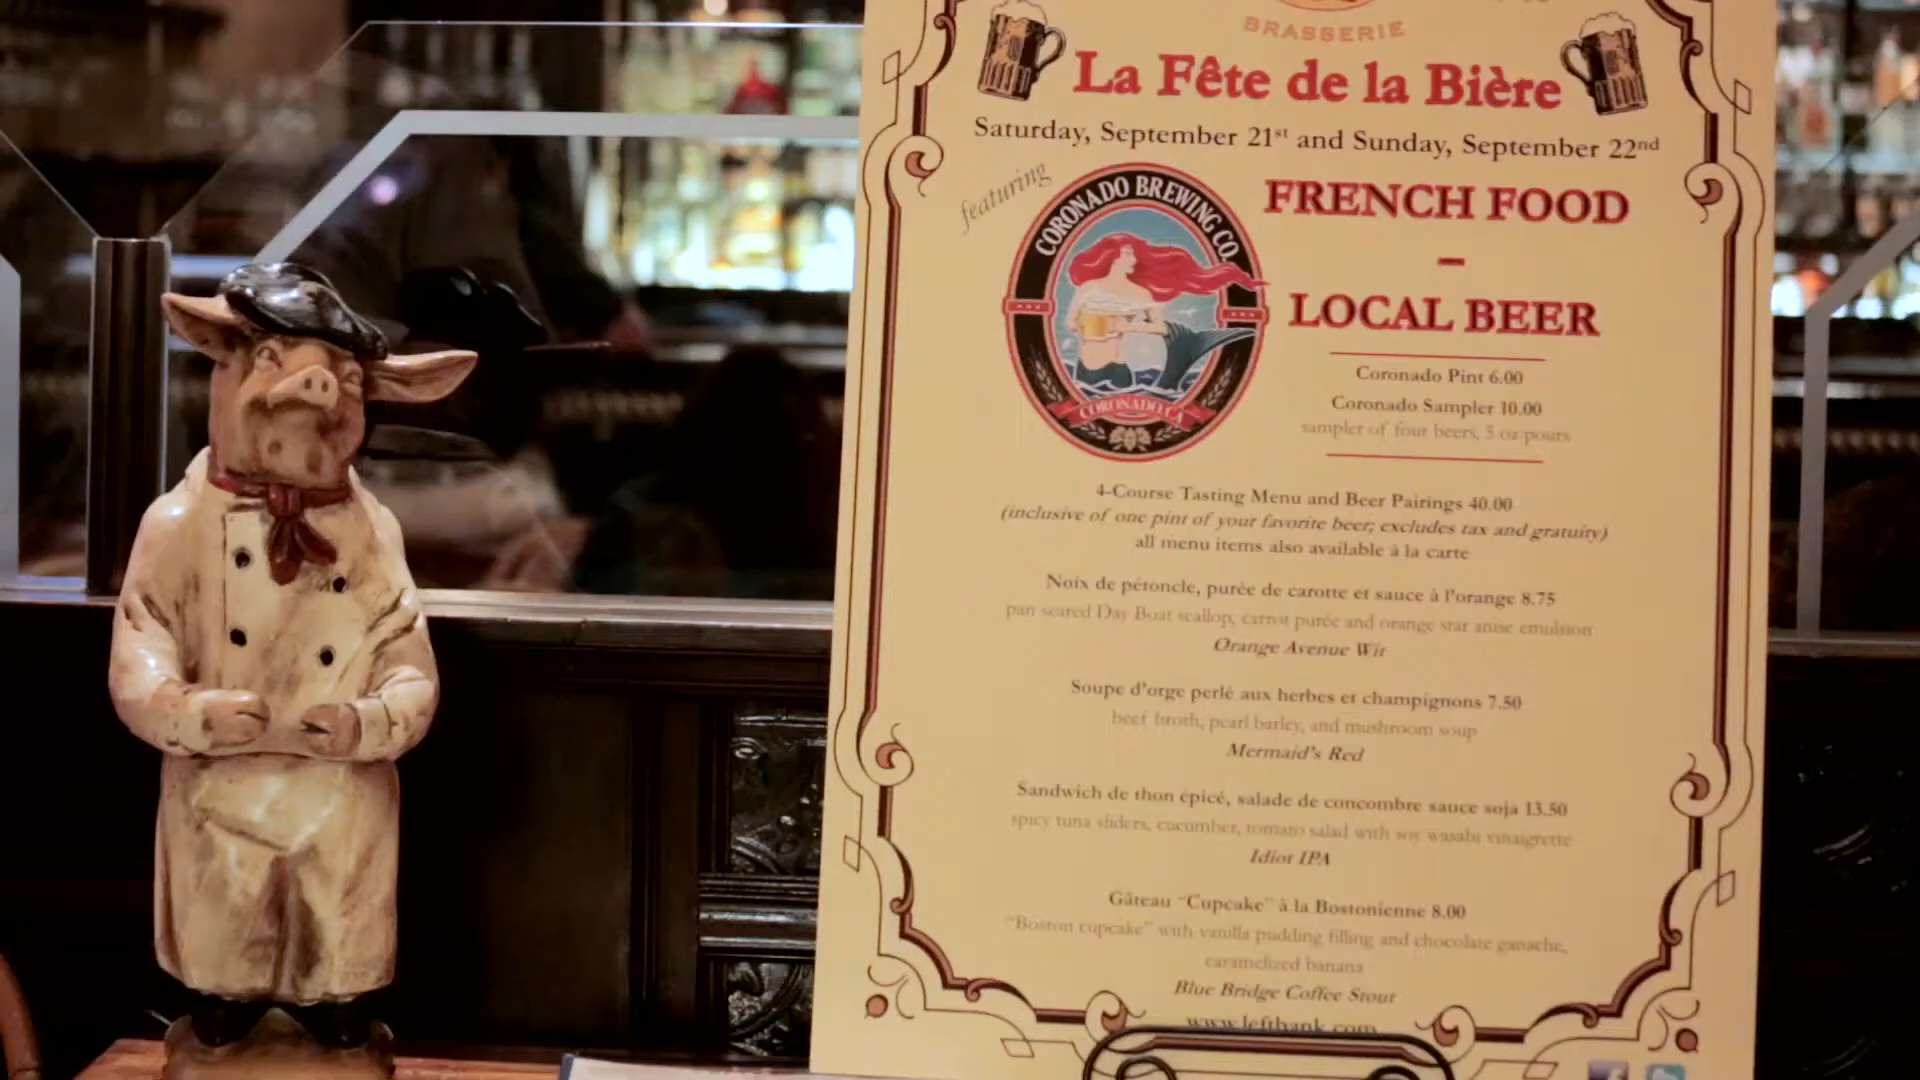 BRASSERIE
La Fête de la Bière
Saturday, September 21st and Sunday, September 22nd
featuring
CORONADO BREWING CO.
CORONADO, CA
FRENCH FOOD
–
LOCAL BEER
Coronado Pint 6.00
Coronado Sampler 10.00
sampler of four beers, 5 oz pours
4-Course Tasting Menu and Beer Pairings 40.00
(inclusive of one pint of your favorite beer; excludes tax and gratuity)
all menu items also available à la carte
Noix de pétoncle, purée de carotte et sauce à l'orange 8.75
pan seared Day Boat scallop, carrot purée and orange star anise emulsion
Orange Avenue Wit
Soupe d'orge perlé aux herbes et champignons 7.50
beef broth, pearl barley, and mushroom soup
Mermaid's Red
Sandwich de thon épicé, salade de concombre sauce soja 13.50
spicy tuna sliders, cucumber, tomato salad with soy wasabi vinaigrette
Idiot IPA
Gâteau "Cupcake" à la Bostonienne 8.00
"Boston cupcake" with vanilla pudding filling and chocolate ganache,
caramelized banana
Blue Bridge Coffee Stout
www.leftbank.com